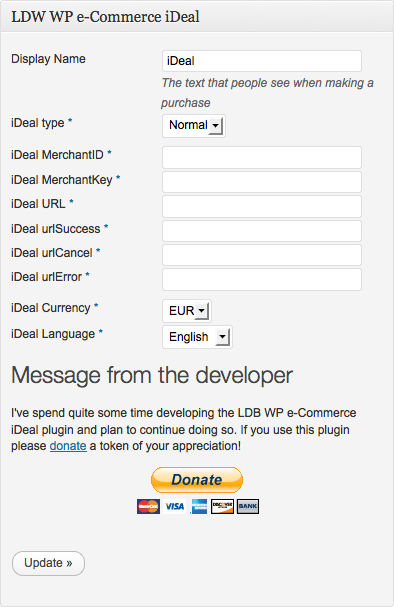 LDW WP e-Commerce iDeal
Display Name
iDeal
The text that people see when making a
purchase
iDeal type *
Normal
iDeal MerchantID *
iDeal MerchantKey *
iDeal URL *
iDeal urlSuccess *
iDeal urlCancel *
iDeal urlError *
iDeal Currency *
EUR
iDeal Language *
English
Message from the developer
I've spend quite some time developing the LDB WP e-Commerce
iDeal plugin and plan to continue doing so. If you use this plugin
please donate a token of your appreciation!
Donate
MasterCard VISA DISCOVER BANK
Update »